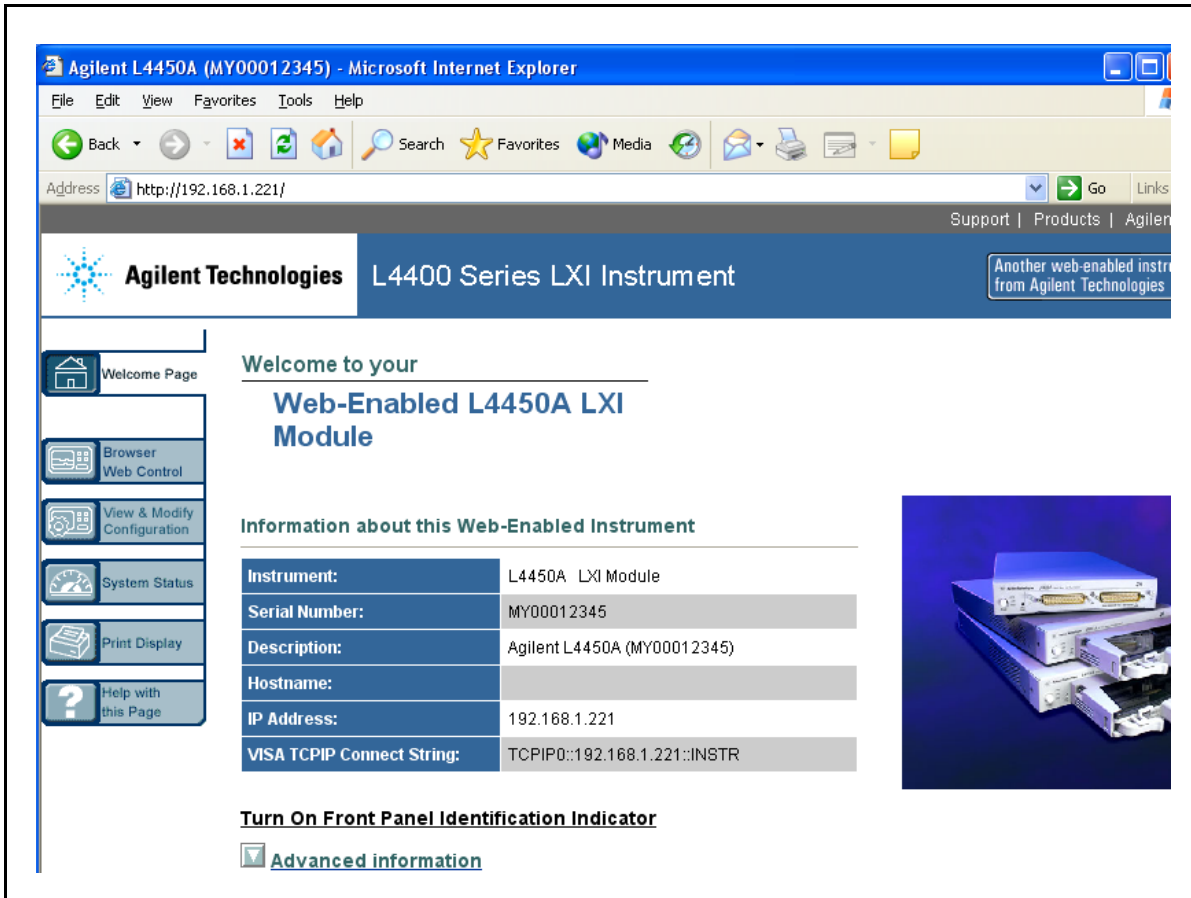 Agilent L4450A (MY00012345) - Microsoft Internet Explorer
File Edit View Favorites Tools Help
Back Search Favorites Media
Address http://192.168.1.221/ Go Links
Support | Products | Agilen
Agilent Technologies L4400 Series LXI Instrument
Another web-enabled instr
from Agilent Technologies
Welcome Page
Browser
Web Control
View & Modify
Configuration
System Status
Print Display
Help with
this Page
Welcome to your
Web-Enabled L4450A LXI
Module
Information about this Web-Enabled Instrument
Instrument: L4450A LXI Module
Serial Number: MY00012345
Description: Agilent L4450A (MY00012345)
Hostname:
IP Address: 192.168.1.221
VISA TCPIP Connect String: TCPIP0::192.168.1.221::INSTR
Turn On Front Panel Identification Indicator
Advanced information